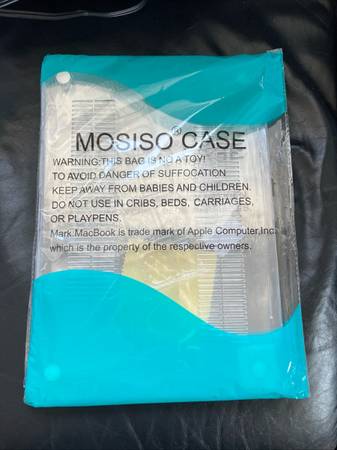 MOSISO® CASE
WARNING:THIS BAG IS NO A TOY!
TO AVOID DANGER OF SUFFOCATION
KEEP AWAY FROM BABIES AND CHILDREN.
DO NOT USE IN CRIBS, BEDS, CARRIAGES,
OR PLAYPENS.
Mark.MacBook is trade mark of Apple Computer,Inc.
which is the property of the respective owners.